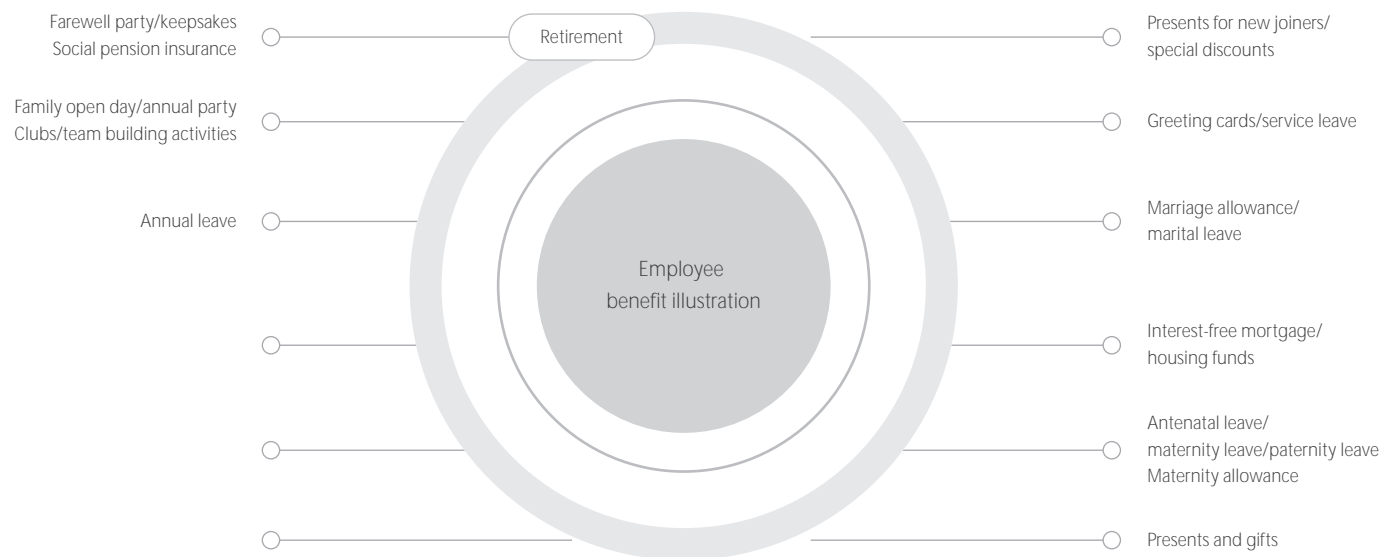 Farewell party/keepsakes
Social pension insurance
Family open day/annual party
Clubs/team building activities
Annual leave
Retirement
Employee
benefit illustration
Presents for new joiners/
special discounts
Greeting cards/service leave
Marriage allowance/
marital leave
Interest-free mortgage/
housing funds
Antenatal leave/
maternity leave/paternity leave
Maternity allowance
Presents and gifts